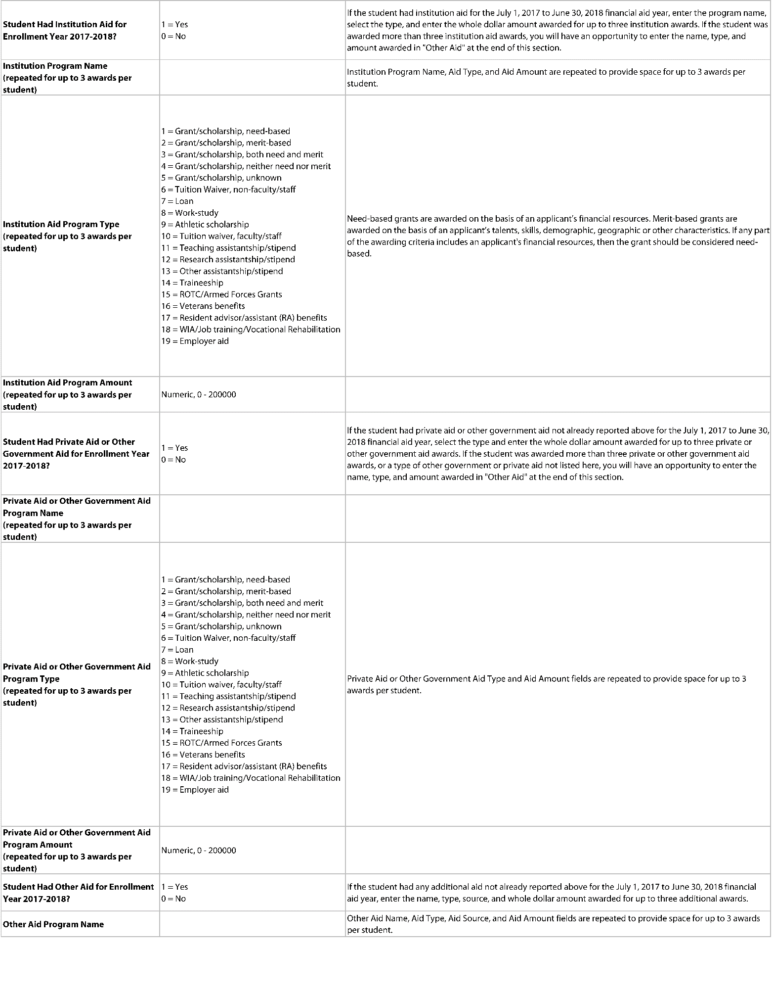 Student Had Institution Aid for
Enrollment Year 2017-2018?
1 = Yes
0 = No
If the student had institution aid for the July 1, 2017 to June 30, 2018 financial aid year, enter the program name,
select the type, and enter the whole dollar amount awarded for up to three institution awards. If the student was
awarded more than three institution aid awards, you will have an opportunity to enter the name, type, and
amount awarded in "Other Aid" at the end of this section.
Institution Program Name
(repeated for up to 3 awards per
student)
Institution Program Name, Aid Type, and Aid Amount are repeated to provide space for up to 3 awards per
student.
Institution Aid Program Type
(repeated for up to 3 awards per
student)
1 = Grant/scholarship, need-based
2 = Grant/scholarship, merit-based
3 = Grant/scholarship, both need and merit
4 = Grant/scholarship, neither need nor merit
5 = Grant/scholarship, unknown
6 = Tuition Waiver, non-faculty/staff
7 = Loan
8 = Work-study
9 = Athletic scholarship
10 = Tuition waiver, faculty/staff
11 = Teaching assistantship/stipend
12 = Research assistantship/stipend
13 = Other assistantship/stipend
14 = Traineeship
15 = ROTC/Armed Forces Grants
16 = Veterans benefits
17 = Resident advisor/assistant (RA) benefits
18 = WIA/Job training/Vocational Rehabilitation
19 = Employer aid
Need-based grants are awarded on the basis of an applicant's financial resources. Merit-based grants are
awarded on the basis of an applicant's talents, skills, demographic, geographic or other characteristics. If any part
of the awarding criteria includes an applicant's financial resources, then the grant should be considered need-
based.
Institution Aid Program Amount
(repeated for up to 3 awards per
student)
Numeric, 0 - 200000
Student Had Private Aid or Other
Government Aid for Enrollment Year
2017-2018?
1 = Yes
0 = No
If the student had private aid or other government aid not already reported above for the July 1, 2017 to June 30,
2018 financial aid year, select the type and enter the whole dollar amount awarded for up to three private or
other government aid awards. If the student was awarded more than three private or other government aid
awards, or a type of other government or private aid not listed here, you will have an opportunity to enter the
name, type, and amount awarded in "Other Aid" at the end of this section.
Private Aid or Other Government Aid
Program Name
(repeated for up to 3 awards per
student)
Private Aid or Other Government Aid
Program Type
(repeated for up to 3 awards per
student)
1 = Grant/scholarship, need-based
2 = Grant/scholarship, merit-based
3 = Grant/scholarship, both need and merit
4 = Grant/scholarship, neither need nor merit
5 = Grant/scholarship, unknown
6 = Tuition Waiver, non-faculty/staff
7 = Loan
8 = Work-study
9 = Athletic scholarship
10 = Tuition waiver, faculty/staff
11 = Teaching assistantship/stipend
12 = Research assistantship/stipend
13 = Other assistantship/stipend
14 = Traineeship
15 = ROTC/Armed Forces Grants
16 = Veterans benefits
17 = Resident advisor/assistant (RA) benefits
18 = WIA/Job training/Vocational Rehabilitation
19 = Employer aid
Private Aid or Other Government Aid Type and Aid Amount fields are repeated to provide space for up to 3
awards per student.
Private Aid or Other Government Aid
Program Amount
(repeated for up to 3 awards per
student)
Numeric, 0 - 200000
Student Had Other Aid for Enrollment
Year 2017-2018?
1 = Yes
0 = No
If the student had any additional aid not already reported above for the July 1, 2017 to June 30, 2018 financial
aid year, enter the name, type, source, and whole dollar amount awarded for up to three additional awards.
Other Aid Program Name
Other Aid Name, Aid Type, Aid Source, and Aid Amount fields are repeated to provide space for up to 3 awards
per student.